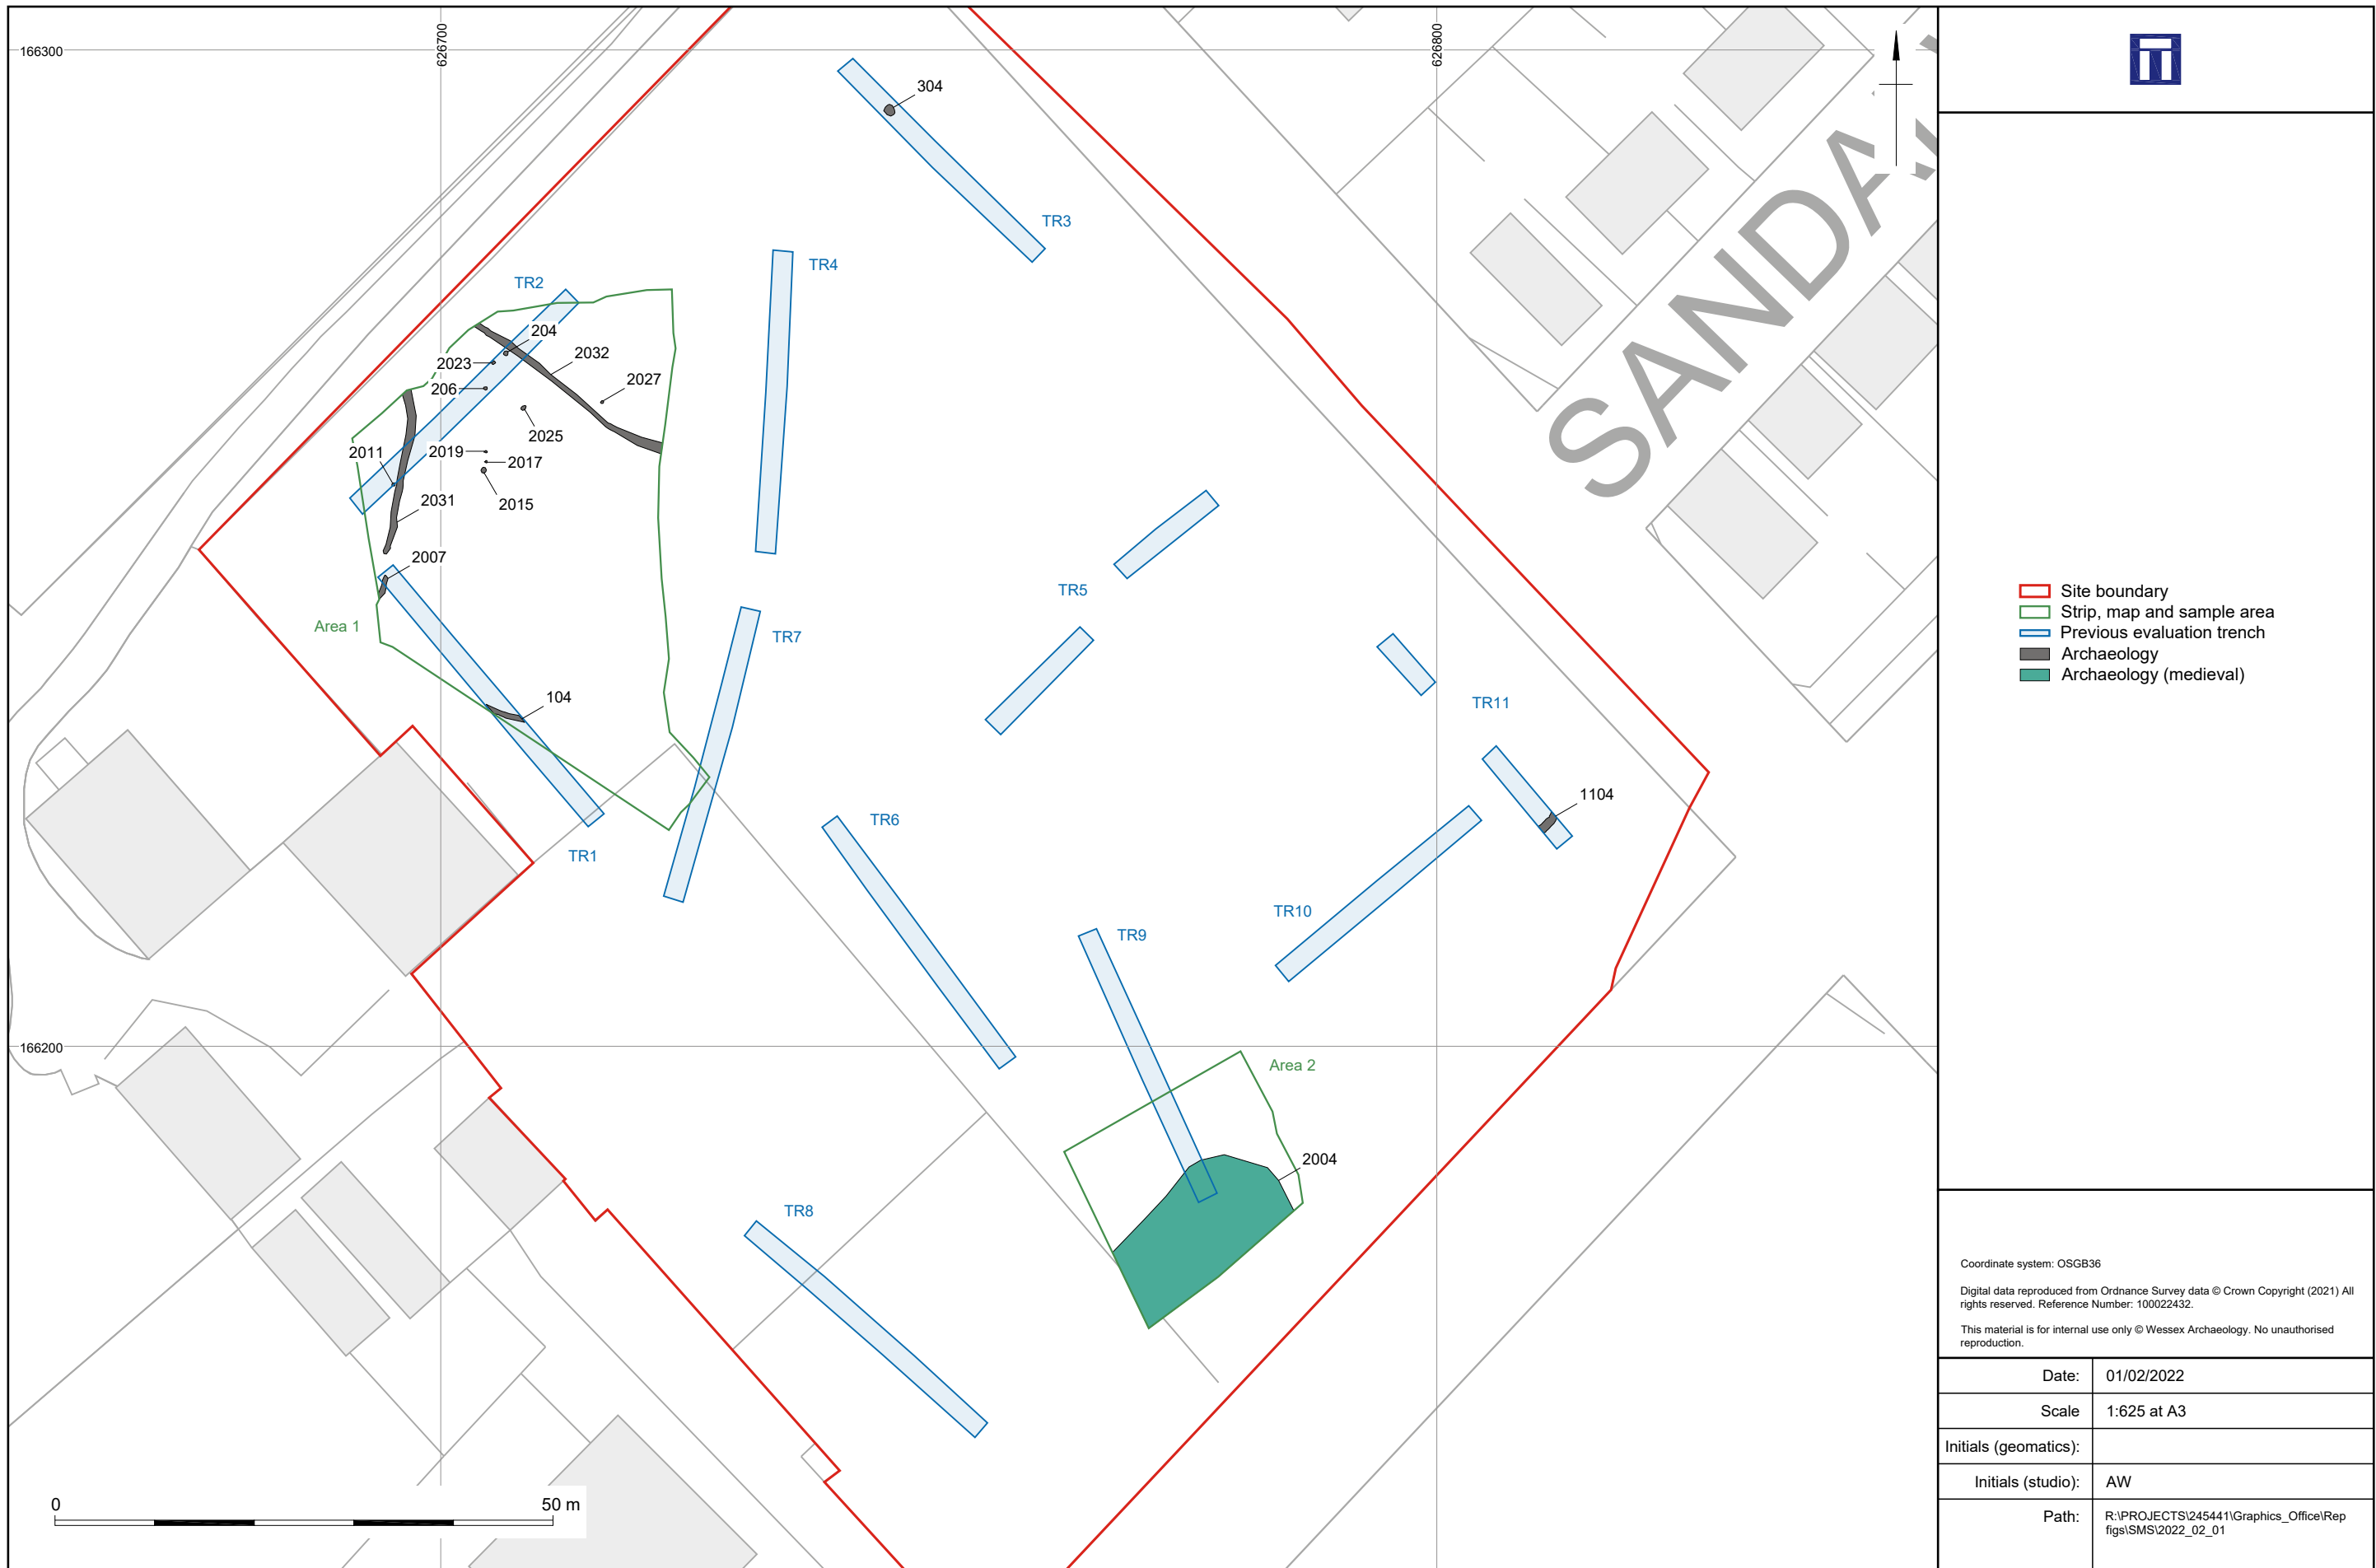 166300
626700
626800
304
TR3
TR4
TR2
204
2023
2032
206
2027
2025
2011
2019
2017
2015
2031
2007
TR5
Area 1
TR7
104
TR11
1104
TR6
TR1
TR10
TR9
166200
Area 2
2004
TR8
0
50 m
Site boundary
Strip, map and sample area
Previous evaluation trench
Archaeology
Archaeology (medieval)
Coordinate system: OSGB36
Digital data reproduced from Ordnance Survey data © Crown Copyright (2021) All
rights reserved. Reference Number: 100022432.
This material is for internal use only © Wessex Archaeology. No unauthorised
reproduction.
Date: 01/02/2022
Scale 1:625 at A3
Initials (geomatics):
Initials (studio): AW
Path: R:\PROJECTS\245441\Graphics_Office\Rep
figs\SMS\2022_02_01